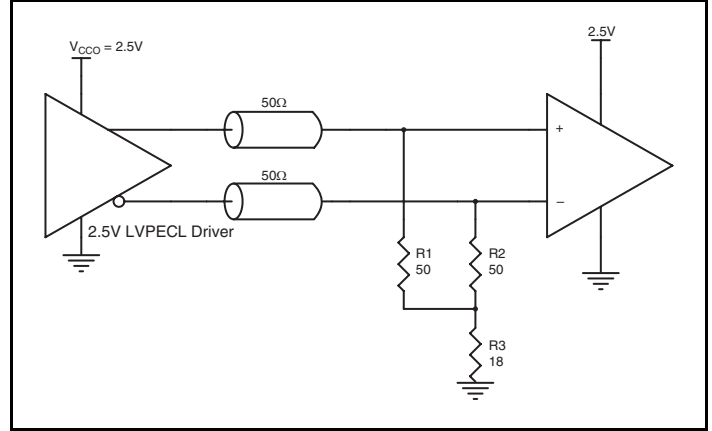 V_CCO = 2.5V
2.5V
50Ω
+
50Ω
−
2.5V LVPECL Driver
R1
50
R2
50
R3
18